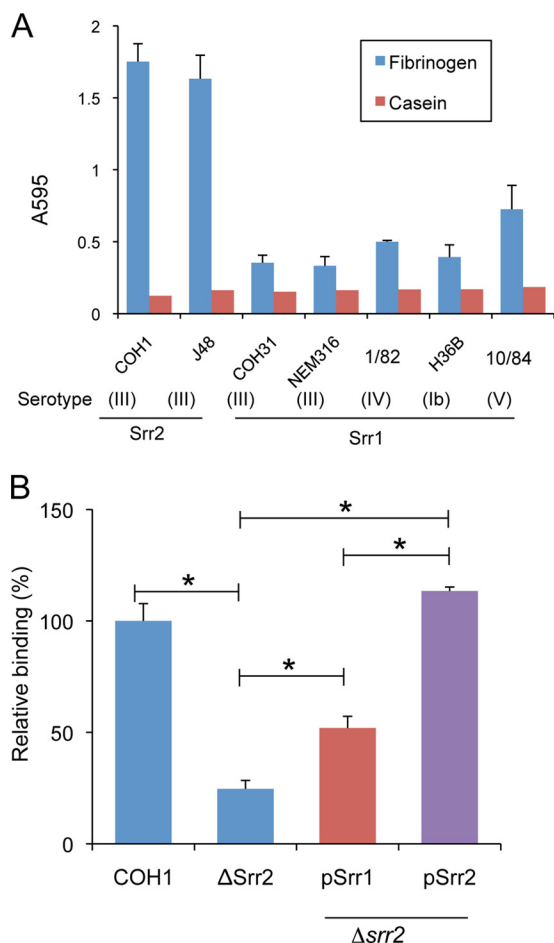 A
2
1.5
1
0.5
0
A595
Fibrinogen
Casein
COH1 J48 COH31 NEM316 1/82 H36B 10/84
Serotype (III) (III) (III) (III) (IV) (Ib) (V)
Srr2 Srr1
B
150
100
50
0
Relative binding (%)
* 
*
*
*
COH1 ΔSrr2 pSrr1 pSrr2
Δsrr2